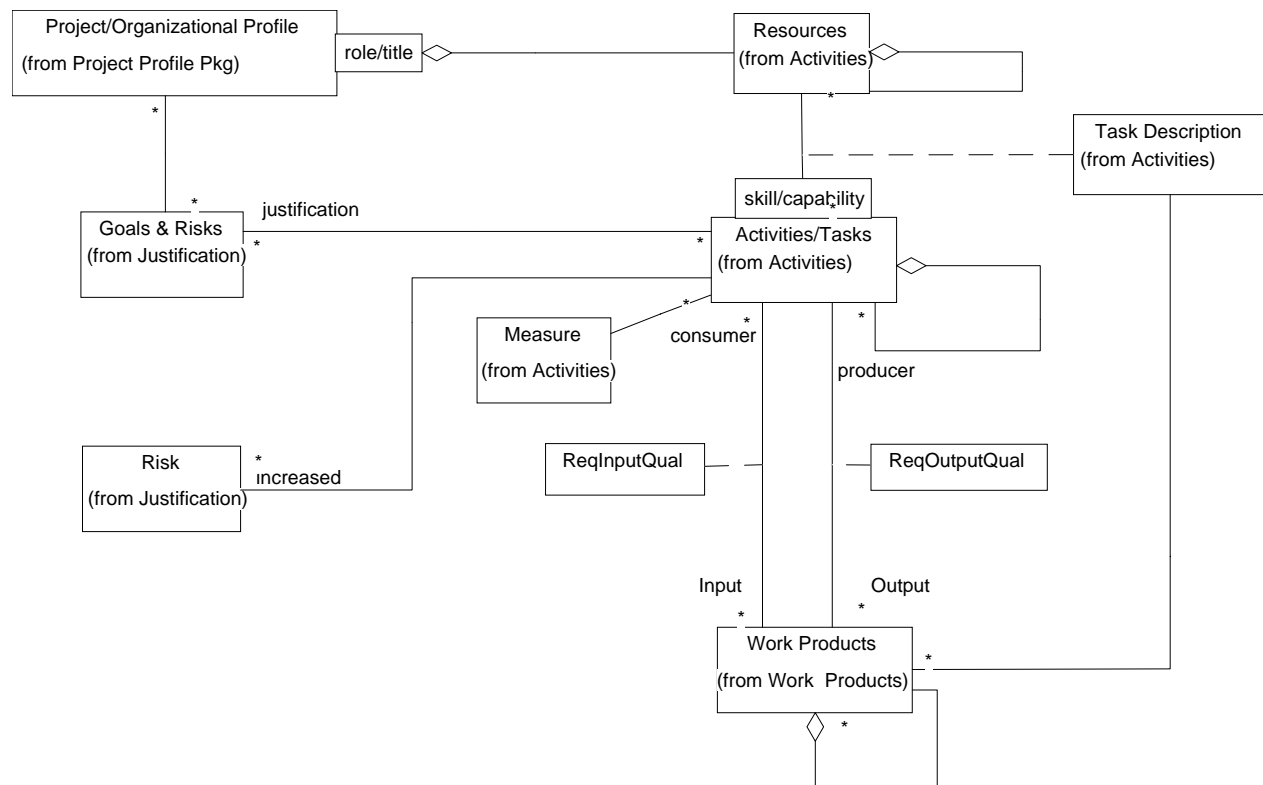 Project/Organizational Profile
(from Project Profile Pkg)
role/title
Resources
(from Activities)
*
*
Task Description
(from Activities)
skill/capability
*
*
justification
Goals & Risks
(from Justification)
*
*
Activities/Tasks
(from Activities)
*
*
consumer
*
producer
Measure
(from Activities)
Risk
(from Justification)
*
increased
ReqInputQual
ReqOutputQual
Input
*
Output
*
Work Products
(from Work Products)
*
*